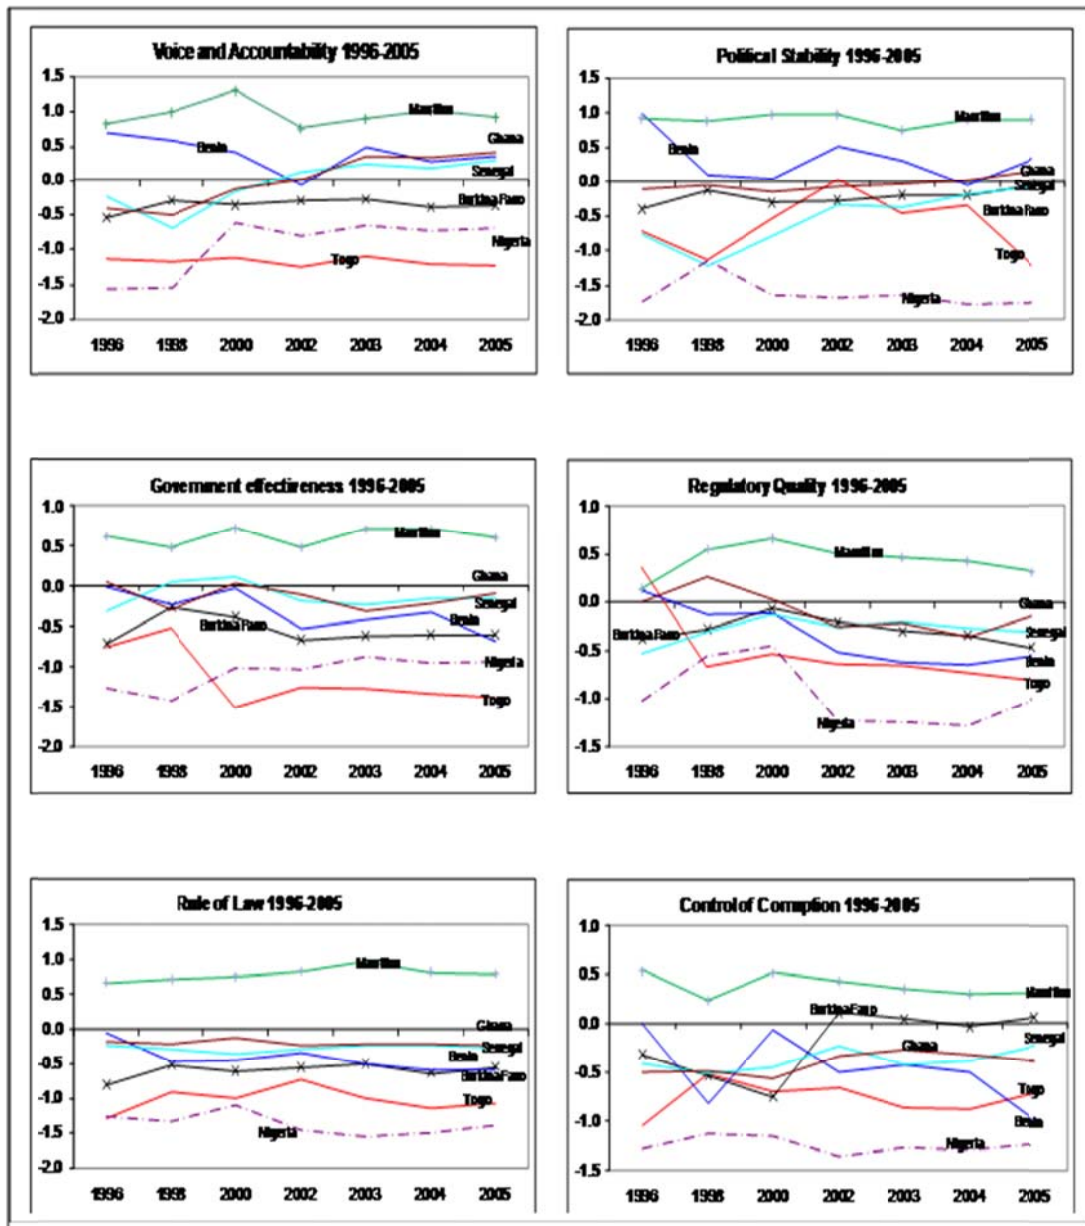 Voice and Accountability 1996-2005
1.5
1.0
0.5
0.0
-0.5
-1.0
-1.5
-2.0
Mauritius
Benin
Ghana
Senegal
Burkina Faso
Nigeria
Togo
1996 1998 2000 2002 2003 2004 2005
Political Stability 1996-2005
1.5
1.0
0.5
0.0
-0.5
-1.0
-1.5
-2.0
Mauritius
Benin
Ghana
Senegal
Burkina Faso
Togo
Nigeria
1996 1998 2000 2002 2003 2004 2005
Government effectiveness 1996-2005
1.0
0.5
0.0
-0.5
-1.0
-1.5
-2.0
Mauritius
Ghana
Senegal
Benin
Burkina Faso
Nigeria
Togo
1996 1998 2000 2002 2003 2004 2005
Regulatory Quality 1996-2005
1.0
0.5
0.0
-0.5
-1.0
-1.5
Mauritius
Ghana
Burkina Faso
Senegal
Benin
Togo
Nigeria
1996 1998 2000 2002 2003 2004 2005
Rule of Law 1996-2005
1.5
1.0
0.5
0.0
-0.5
-1.0
-1.5
-2.0
Mauritius
Ghana
Senegal
Benin
Burkina Faso
Togo
Nigeria
1996 1998 2000 2002 2003 2004 2005
Control of Corruption 1996-2005
1.0
0.5
0.0
-0.5
-1.0
-1.5
Mauritius
Burkina Faso
Senegal
Ghana
Togo
Benin
Nigeria
1996 1998 2000 2002 2003 2004 2005